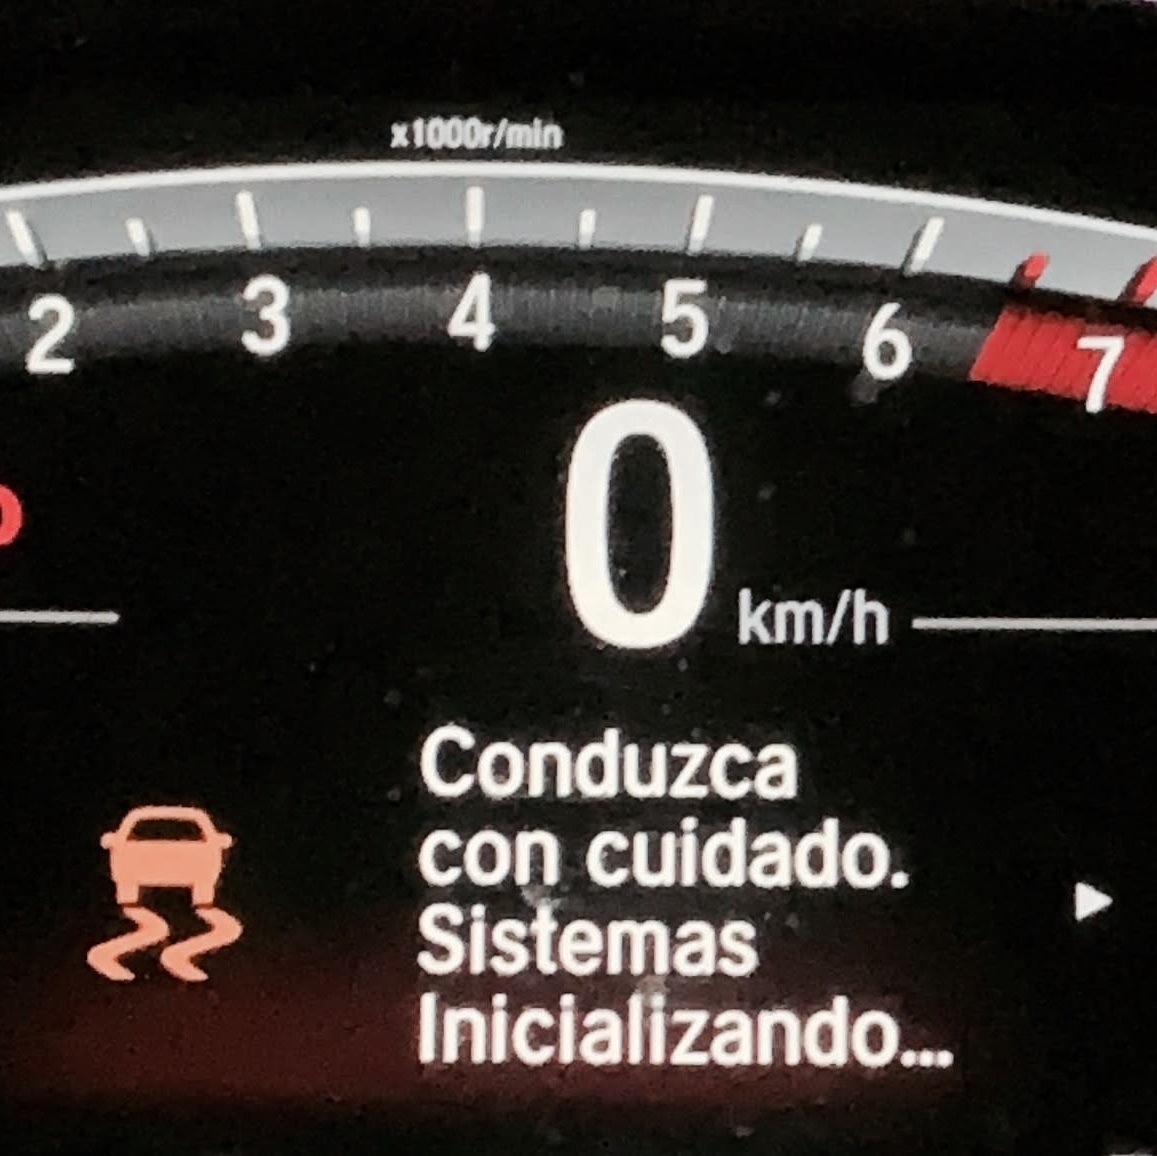 x1000r/min
2 3 4 5 6 7
0 km/h
Conduzca
con cuidado.
Sistemas
Inicializando...